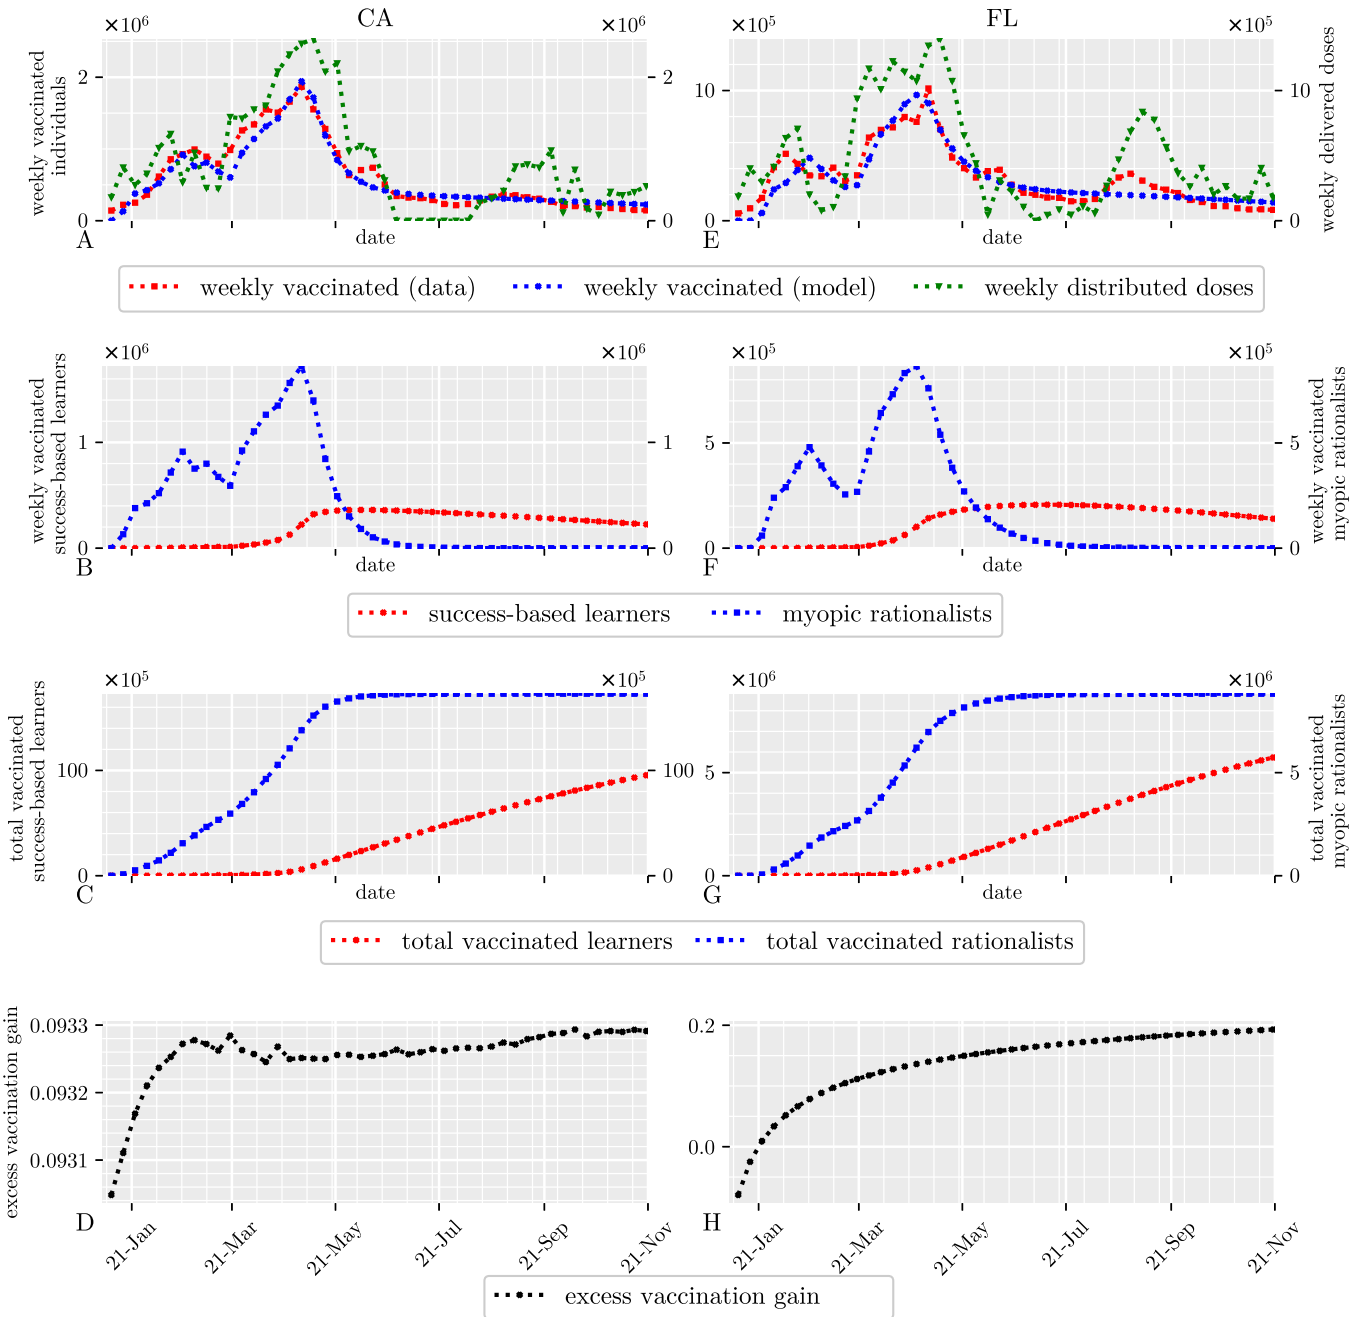 CA
FL
×10⁶
×10⁶
×10⁵
×10⁵
weekly vaccinated
individuals
2
0
2
0
10
0
10
0
weekly delivered doses
A
date
E
date
weekly vaccinated (data)
weekly vaccinated (model)
weekly distributed doses
×10⁶
×10⁶
×10⁵
×10⁵
weekly vaccinated
success-based learners
1
0
1
0
5
0
5
0
weekly vaccinated
myopic rationalists
B
date
F
date
success-based learners
myopic rationalists
×10⁵
×10⁵
×10⁶
×10⁶
total vaccinated
success-based learners
100
0
100
0
5
0
5
0
total vaccinated
myopic rationalists
C
date
G
date
total vaccinated learners
total vaccinated rationalists
excess vaccination gain
0.0933
0.0932
0.0931
0.2
0.0
D
H
21-Jan
21-Mar
21-May
21-Jul
21-Sep
21-Nov
21-Jan
21-Mar
21-May
21-Jul
21-Sep
21-Nov
excess vaccination gain